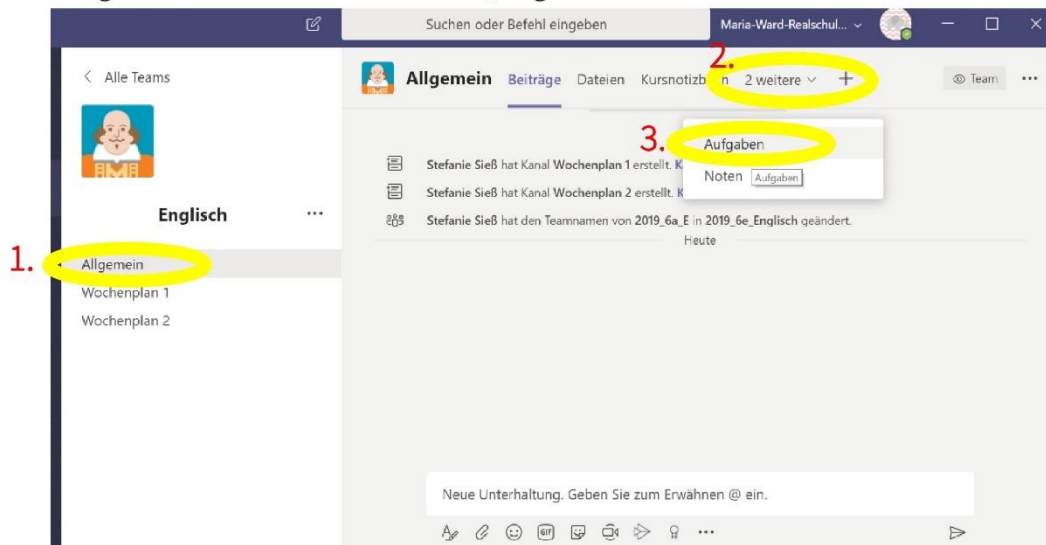 Suchen oder Befehl eingeben
Maria-Ward-Realschul...
2.
< Alle Teams
Allgemein Beiträge Dateien Kursnotizb n 2 weitere +
Team ...
3.
Aufgaben
Stefanie Sieß hat Kanal Wochenplan 1 erstellt. K
Noten Aufgaben
Stefanie Sieß hat Kanal Wochenplan 2 erstellt. K
Englisch ...
Stefanie Sieß hat den Teamnamen von 2019_6a_E in 2019_6e_Englisch geändert.
Heute
1.
Allgemein
Wochenplan 1
Wochenplan 2
Neue Unterhaltung. Geben Sie zum Erwähnen @ ein.
GIF ...